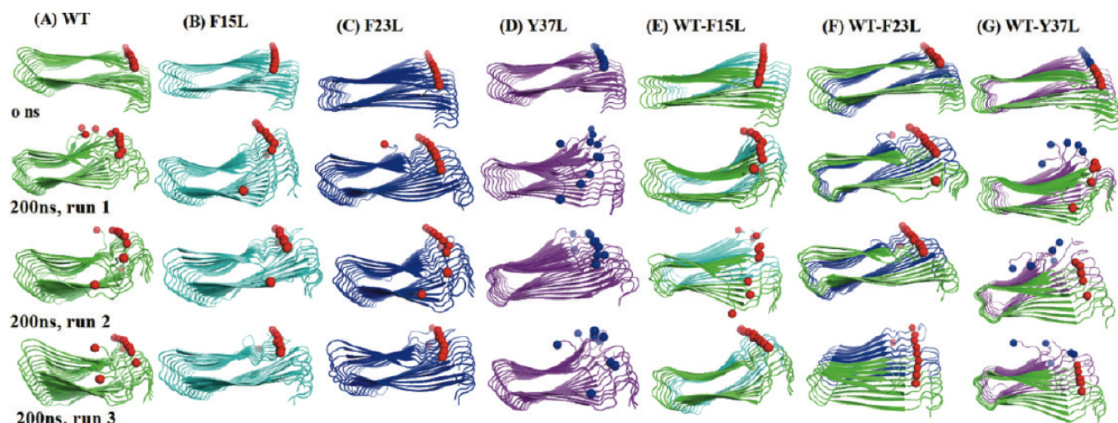 (A) WT (B) F15L (C) F23L (D) Y37L (E) WT-F15L (F) WT-F23L (G) WT-Y37L
o ns
200ns, run 1
200ns, run 2
200ns, run 3